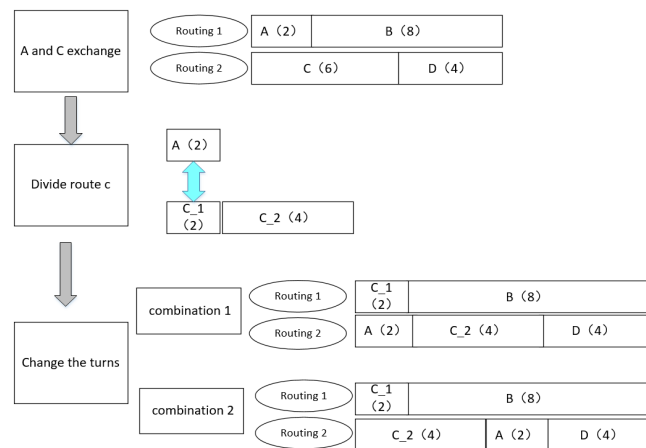 A and C exchange
Routing 1
A（2）
B（8）
Routing 2
C（6）
D（4）
Divide route c
A（2）
C_1
（2）
C_2（4）
Change the turns
combination 1
Routing 1
C_1
（2）
B（8）
Routing 2
A（2）
C_2（4）
D（4）
combination 2
Routing 1
C_1
（2）
B（8）
Routing 2
C_2（4）
A（2）
D（4）